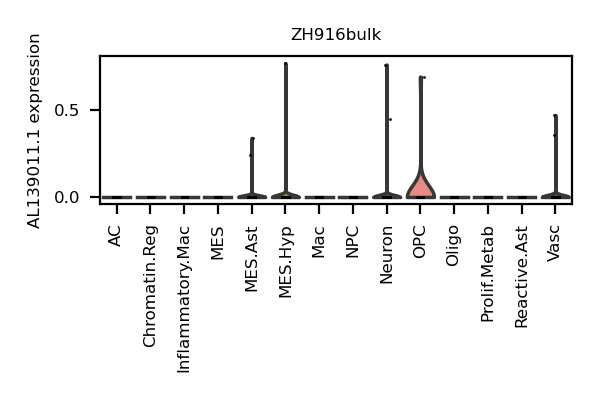 ZH916bulk
AL139011.1 expression
0.5
0.0
AC
Chromatin.Reg
Inflammatory.Mac
MES
MES.Ast
MES.Hyp
Mac
NPC
Neuron
OPC
Oligo
Prolif.Metab
Reactive.Ast
Vasc